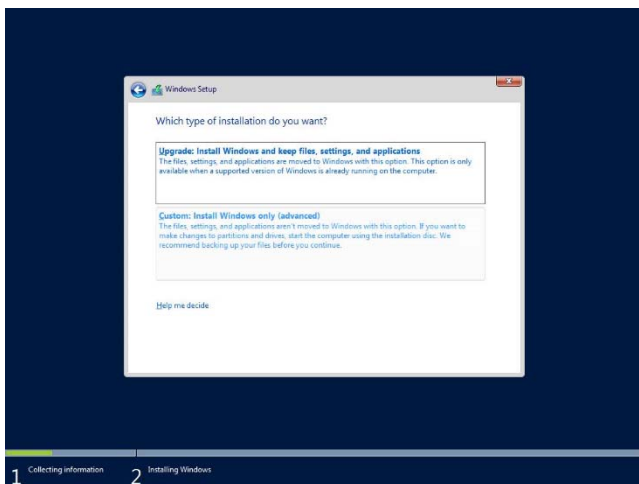 Windows Setup
Which type of installation do you want?
Upgrade: Install Windows and keep files, settings, and applications
The files, settings, and applications are moved to Windows with this option. This option is only
available when a supported version of Windows is already running on the computer.
Custom: Install Windows only (advanced)
The files, settings, and applications aren't moved to Windows with this option. If you want to
make changes to partitions and drives, start the computer using the installation disc. We
recommend backing up your files before you continue.
Help me decide
1 Collecting information 2 Installing Windows